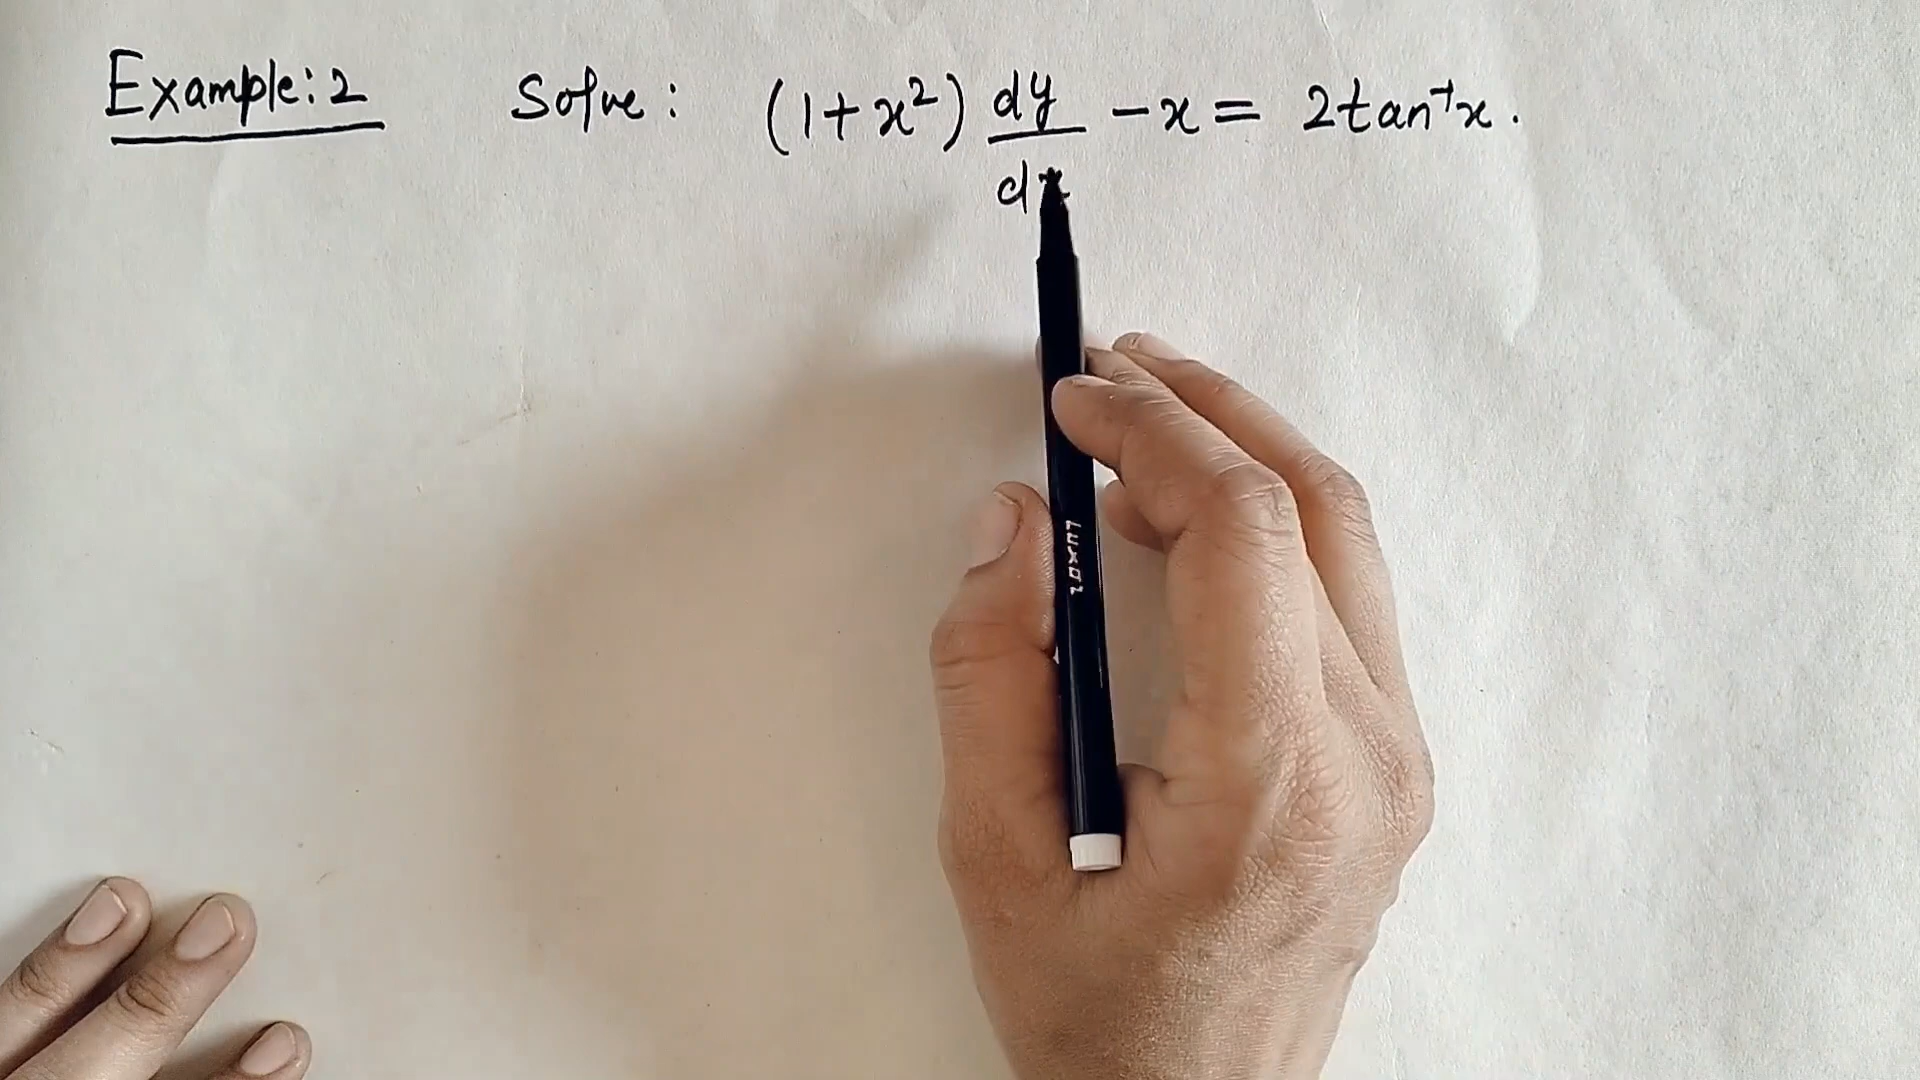 Example: 2 Solve : (1+x²) dy/dx - x = 2tan⁻¹x.
LUXOR